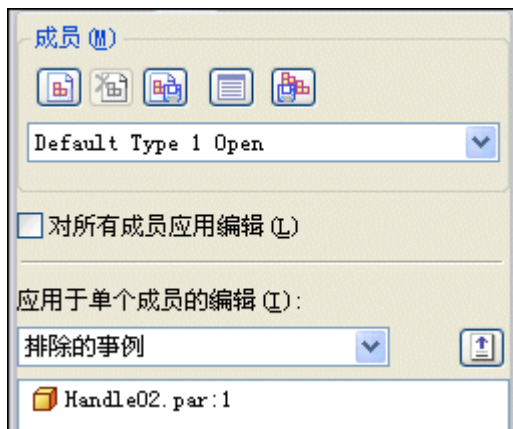 成员(M)
Default Type 1 Open
对所有成员应用编辑(L)
应用于单个成员的编辑(I):
排除的事例
Handle02.par:1